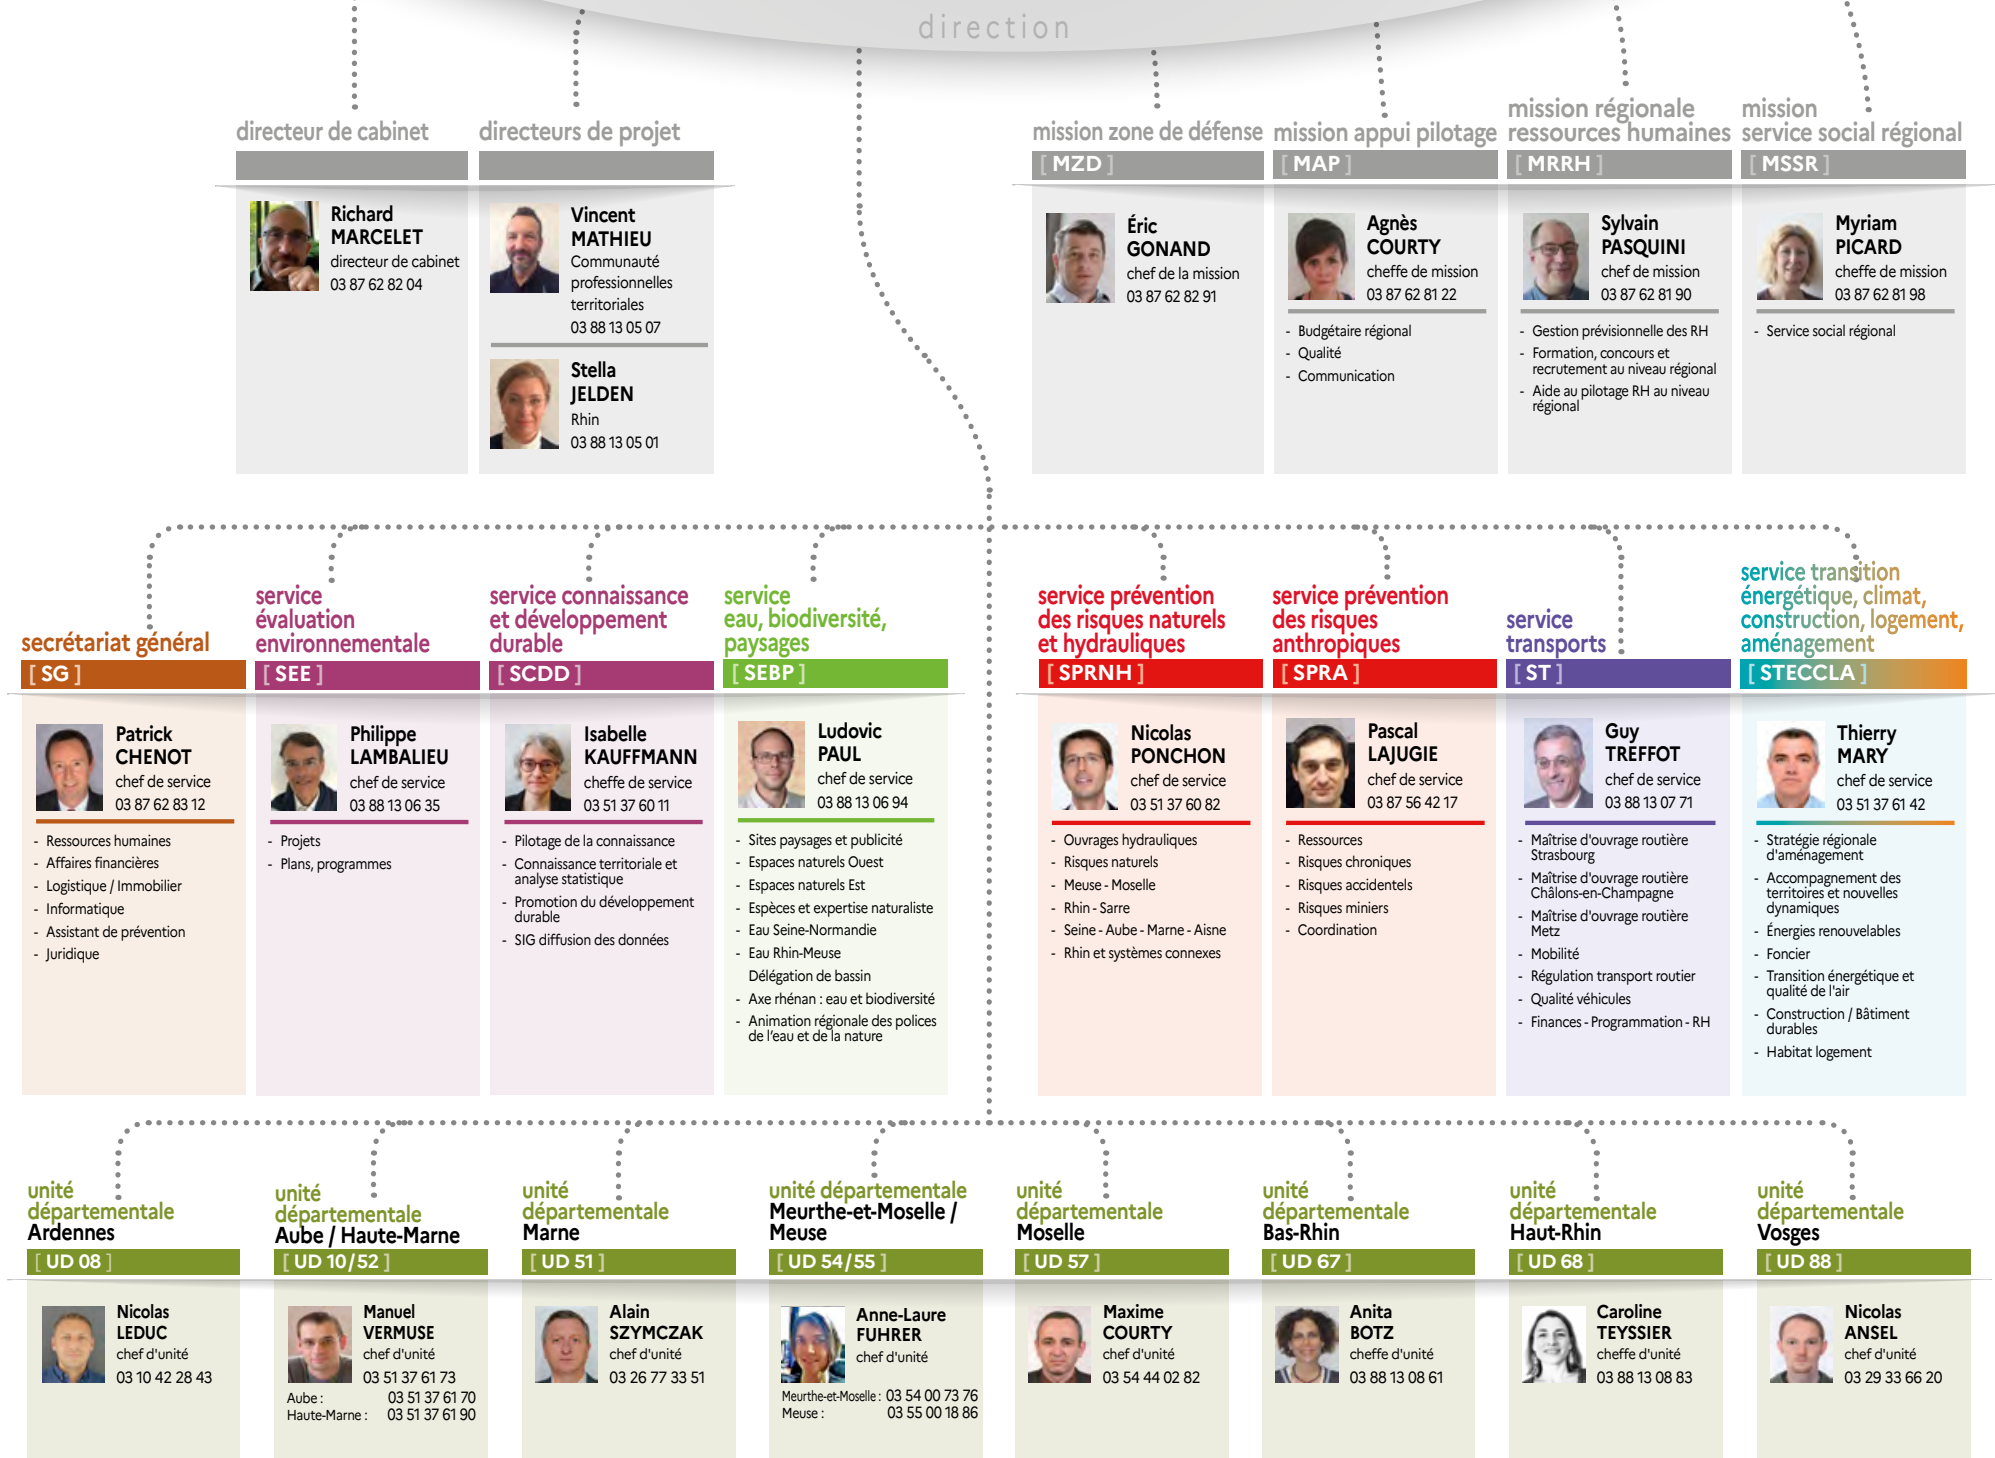 direction
directeur de cabinet
Richard
MARCELET
directeur de cabinet
03 87 62 82 04
directeurs de projet
Vincent
MATHIEU
Communauté
professionnelles
territoriales
03 88 13 05 07
Stella
JELDEN
Rhin
03 88 13 05 01
mission zone de défense
[ MZD ]
Éric
GONAND
chef de la mission
03 87 62 82 91
mission appui pilotage
[ MAP ]
Agnès
COURTY
cheffe de mission
03 87 62 81 22
- Budgétaire régional
- Qualité
- Communication
mission régionale
ressources humaines
[ MRRH ]
Sylvain
PASQUINI
chef de mission
03 87 62 81 90
- Gestion prévisionnelle des RH
- Formation, concours et
recrutement au niveau régional
- Aide au pilotage RH au niveau
régional
mission
service social régional
[ MSSR ]
Myriam
PICARD
cheffe de mission
03 87 62 81 98
- Service social régional
secrétariat général
[ SG ]
Patrick
CHENOT
chef de service
03 87 62 83 12
- Ressources humaines
- Affaires financières
- Logistique / Immobilier
- Informatique
- Assistant de prévention
- Juridique
service
évaluation
environnementale
[ SEE ]
Philippe
LAMBALIEU
chef de service
03 88 13 06 35
- Projets
- Plans, programmes
service connaissance
et développement
durable
[ SCDD ]
Isabelle
KAUFFMANN
cheffe de service
03 51 37 60 11
- Pilotage de la connaissance
- Connaissance territoriale et
analyse statistique
- Promotion du développement
durable
- SIG diffusion des données
service
eau, biodiversité,
paysages
[ SEBP ]
Ludovic
PAUL
chef de service
03 88 13 06 94
- Sites paysages et publicité
- Espaces naturels Ouest
- Espaces naturels Est
- Espèces et expertise naturaliste
- Eau Seine-Normandie
- Eau Rhin-Meuse
Délégation de bassin
- Axe rhénan : eau et biodiversité
- Animation régionale des polices
de l'eau et de la nature
service prévention
des risques naturels
et hydrauliques
[ SPRNH ]
Nicolas
PONCHON
chef de service
03 51 37 60 82
- Ouvrages hydrauliques
- Risques naturels
- Meuse - Moselle
- Rhin - Sarre
- Seine - Aube - Marne - Aisne
- Rhin et systèmes connexes
service prévention
des risques
anthropiques
[ SPRA ]
Pascal
LAJUGIE
chef de service
03 87 56 42 17
- Ressources
- Risques chroniques
- Risques accidentels
- Risques miniers
- Coordination
service
transports
[ ST ]
Guy
TREFFOT
chef de service
03 88 13 07 71
- Maîtrise d'ouvrage routière
Strasbourg
- Maîtrise d'ouvrage routière
Châlons-en-Champagne
- Maîtrise d'ouvrage routière
Metz
- Mobilité
- Régulation transport routier
- Qualité véhicules
- Finances - Programmation - RH
service transition
énergétique, climat,
construction, logement,
aménagement
[ STECCLA ]
Thierry
MARY
chef de service
03 51 37 61 42
- Stratégie régionale
d'aménagement
- Accompagnement des
territoires et nouvelles
dynamiques
- Énergies renouvelables
- Foncier
- Transition énergétique et
qualité de l'air
- Construction / Bâtiment
durables
- Habitat logement
unité
départementale
Ardennes
[ UD 08 ]
Nicolas
LEDUC
chef d'unité
03 10 42 28 43
unité
départementale
Aube / Haute-Marne
[ UD 10/52 ]
Manuel
VERMUSE
chef d'unité
03 51 37 61 73
Aube : 03 51 37 61 70
Haute-Marne : 03 51 37 61 90
unité
départementale
Marne
[ UD 51 ]
Alain
SZYMCZAK
chef d'unité
03 26 77 33 51
unité départementale
Meurthe-et-Moselle /
Meuse
[ UD 54/55 ]
Anne-Laure
FUHRER
chef d'unité
Meurthe-et-Moselle : 03 54 00 73 76
Meuse : 03 55 00 18 86
unité
départementale
Moselle
[ UD 57 ]
Maxime
COURTY
chef d'unité
03 54 44 02 82
unité
départementale
Bas-Rhin
[ UD 67 ]
Anita
BOTZ
cheffe d'unité
03 88 13 08 61
unité
départementale
Haut-Rhin
[ UD 68 ]
Caroline
TEYSSIER
cheffe d'unité
03 88 13 08 83
unité
départementale
Vosges
[ UD 88 ]
Nicolas
ANSEL
chef d'unité
03 29 33 66 20